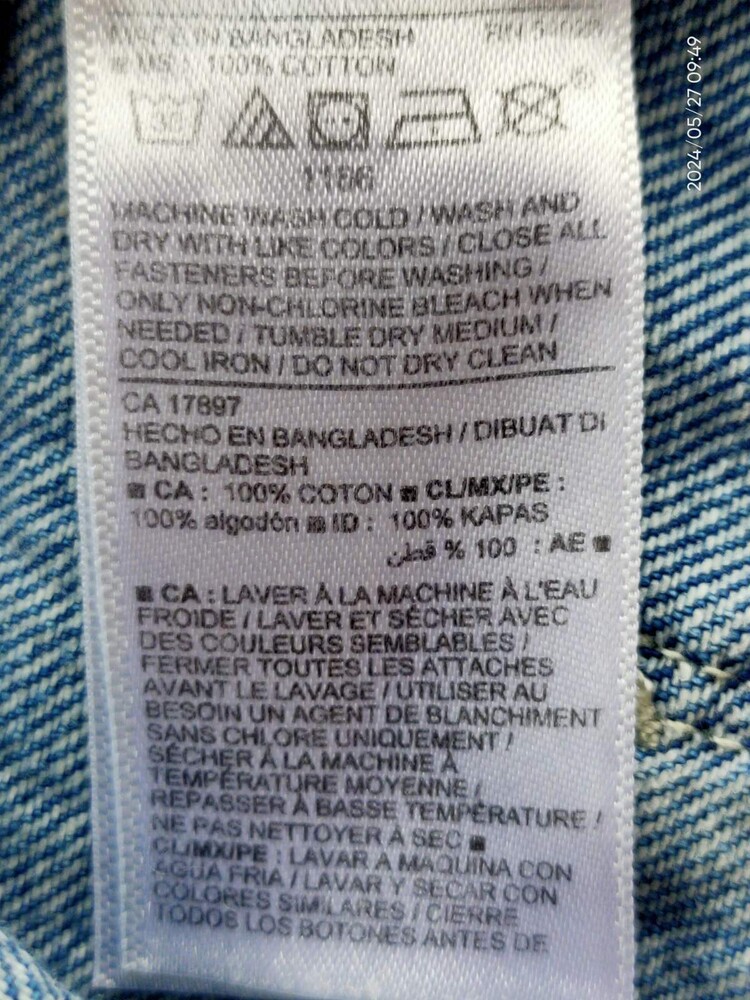 MADE IN BANGLADESH RN 54023
100% COTTON
1186
MACHINE WASH COLD / WASH AND
DRY WITH LIKE COLORS / CLOSE ALL
FASTENERS BEFORE WASHING /
ONLY NON-CHLORINE BLEACH WHEN
NEEDED / TUMBLE DRY MEDIUM /
COOL IRON / DO NOT DRY CLEAN
CA 17897
HECHO EN BANGLADESH / DIBUAT DI
BANGLADESH
■ CA : 100% COTON ■ CL/MX/PE :
100% algodón ■ ID : 100% KAPAS
■ AE : 100 % قطن
■ CA : LAVER À LA MACHINE À L'EAU
FROIDE / LAVER ET SÉCHER AVEC
DES COULEURS SEMBLABLES /
FERMER TOUTES LES ATTACHES
AVANT LE LAVAGE / UTILISER AU
BESOIN UN AGENT DE BLANCHIMENT
SANS CHLORE UNIQUEMENT /
SÉCHER À LA MACHINE À
TEMPÉRATURE MOYENNE /
REPASSER À BASSE TEMPÉRATURE /
NE PAS NETTOYER À SEC ■
CL/MX/PE : LAVAR A MAQUINA CON
AGUA FRIA / LAVAR Y SECAR CON
COLORES SIMILARES / CIERRE
TODOS LOS BOTONES ANTES DE
2024/05/27 09:49